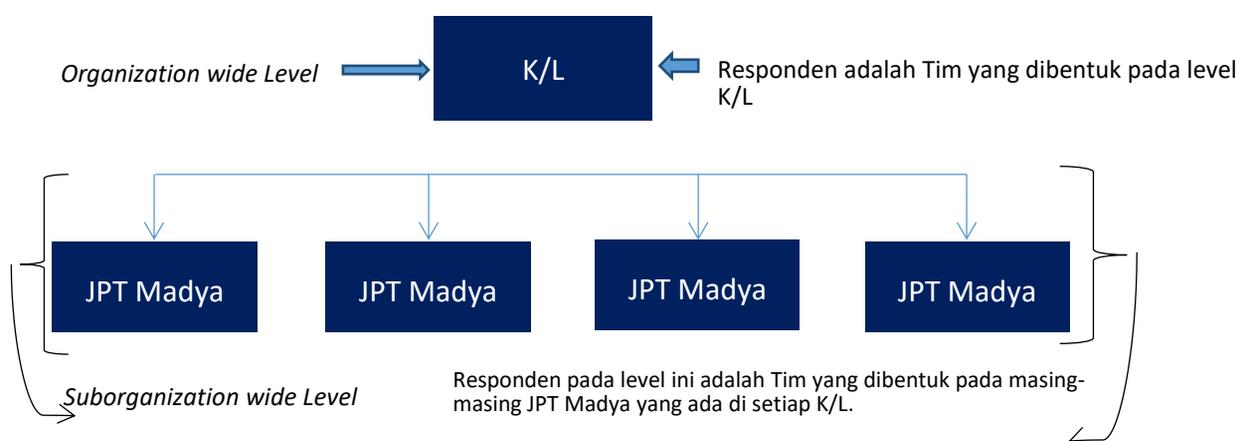 K/L
Organization wide Level
Responden adalah Tim yang dibentuk pada level
K/L
JPT Madya
JPT Madya
JPT Madya
JPT Madya
Suborganization wide Level
Responden pada level ini adalah Tim yang dibentuk pada masing-
masing JPT Madya yang ada di setiap K/L.